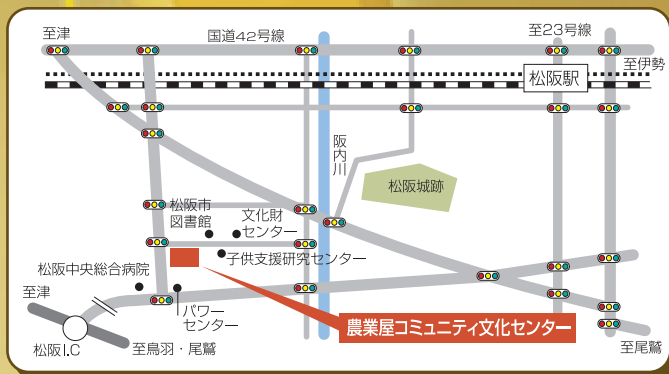 至津
国道42号線
至23号線
至伊勢
松阪駅
阪内川
松阪城跡
松阪市
図書館
文化財
センター
子供支援研究センター
松阪中央総合病院
パワー
センター
至津
松阪I.C
至鳥羽・尾鷲
農業屋コミュニティ文化センター
至尾鷲